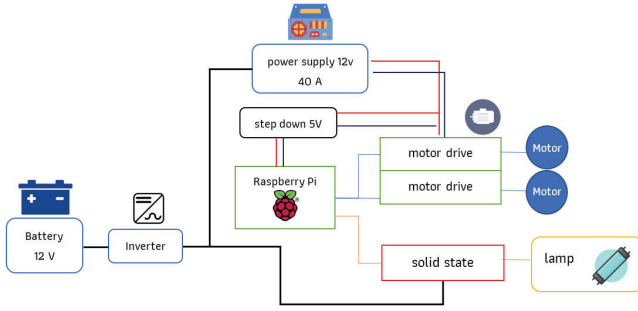 power supply 12v
40 A
step down 5V
motor drive
Motor
Raspberry Pi
motor drive
Motor
Battery
12 V
Inverter
solid state
lamp